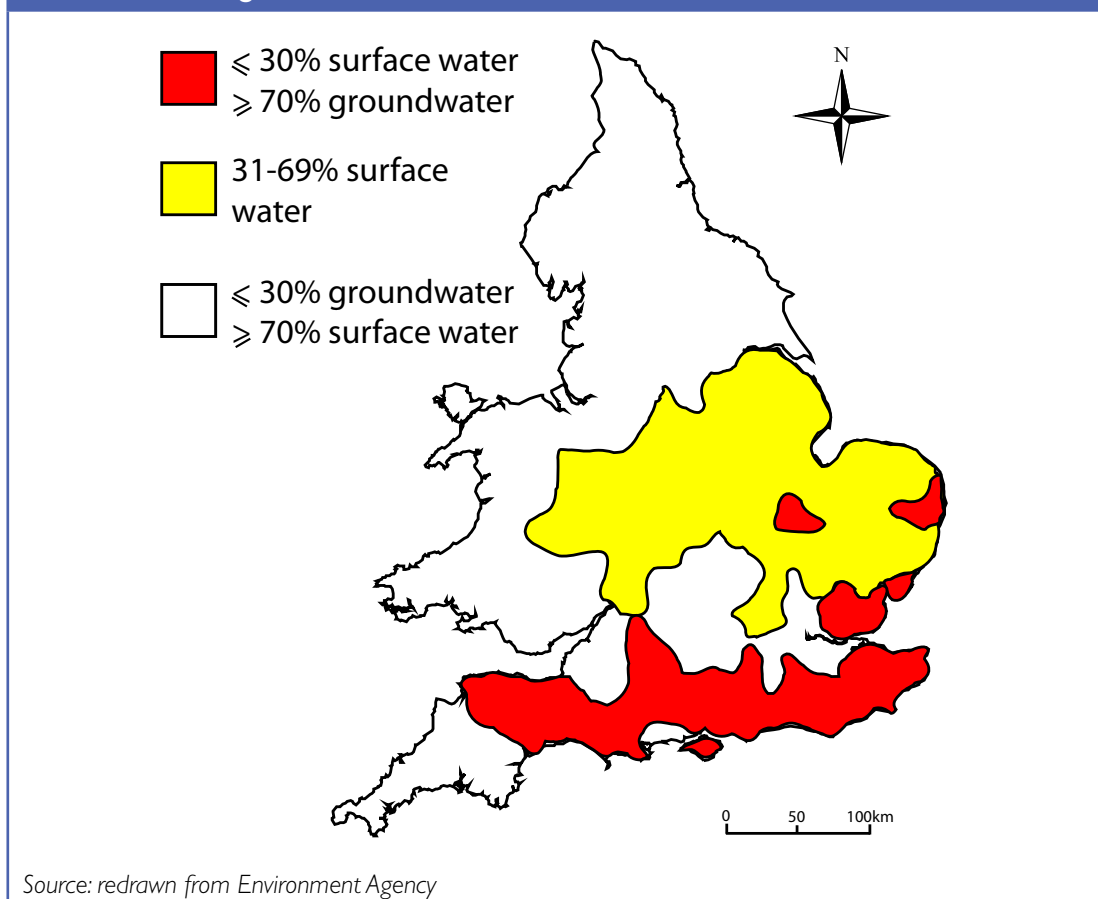 ⩽ 30% surface water
⩾ 70% groundwater
31-69% surface
water
⩽ 30% groundwater
⩾ 70% surface water
N
0 50 100km
Source: redrawn from Environment Agency